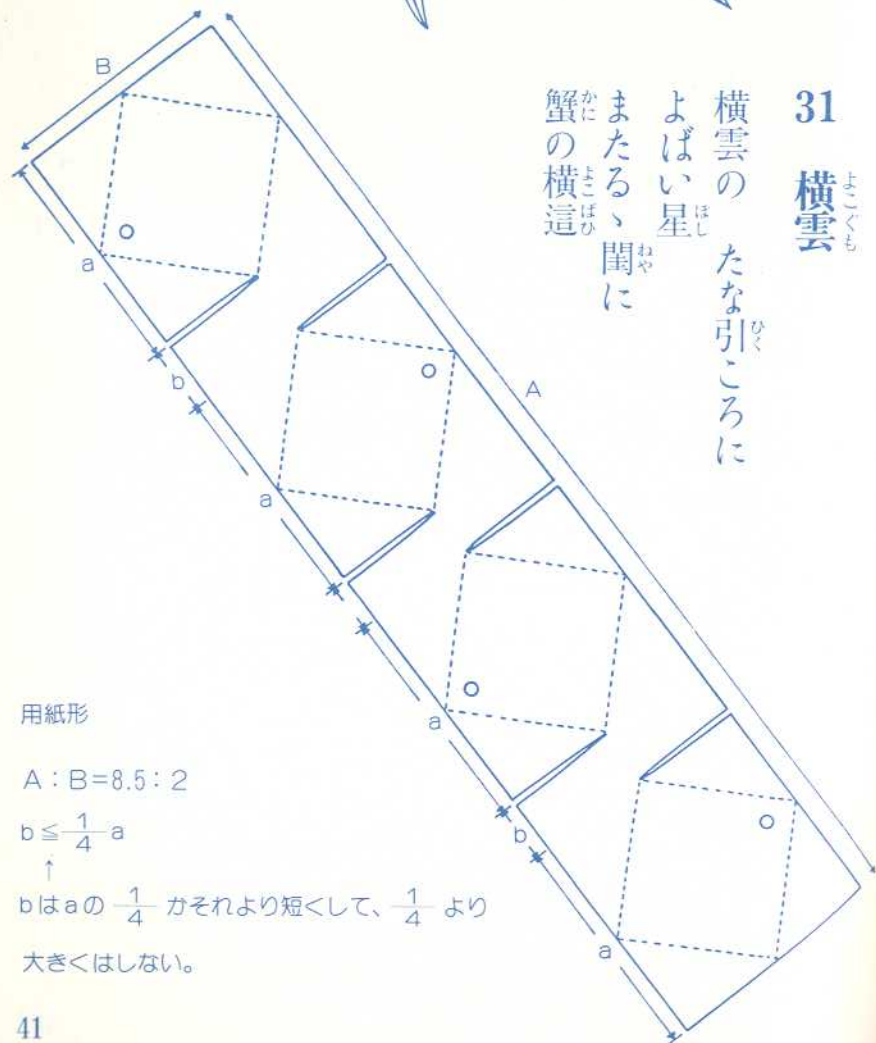 31 横雲
よこぐも
横雲の たな引ころに
ひく
よばい星
ほし
またるゝ閨に
ねや
蟹の横這
かに よこばひ
B
A
a
b
a
a
b
a
用紙形
A:B=8.5:2
b≦1/4a
↑
bはaの 1/4 かそれより短くして、1/4 より
大きくはしない。
41